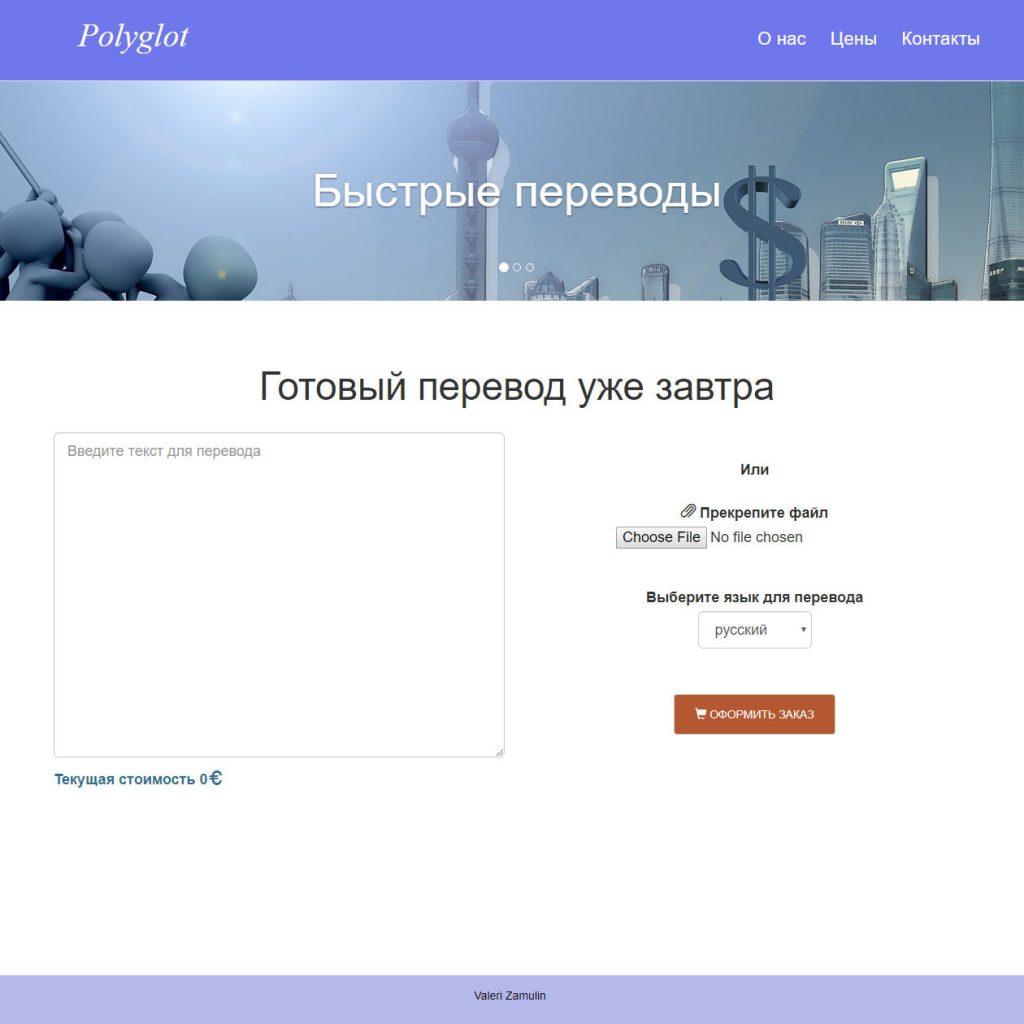 Polyglot
О нас Цены Контакты
Быстрые переводы
Готовый перевод уже завтра
Введите текст для перевода
Или
Прекрепите файл
Choose File No file chosen
Выберите язык для перевода
русский
ОФОРМИТЬ ЗАКАЗ
Текущая стоимость 0€
Valeri Zamulin